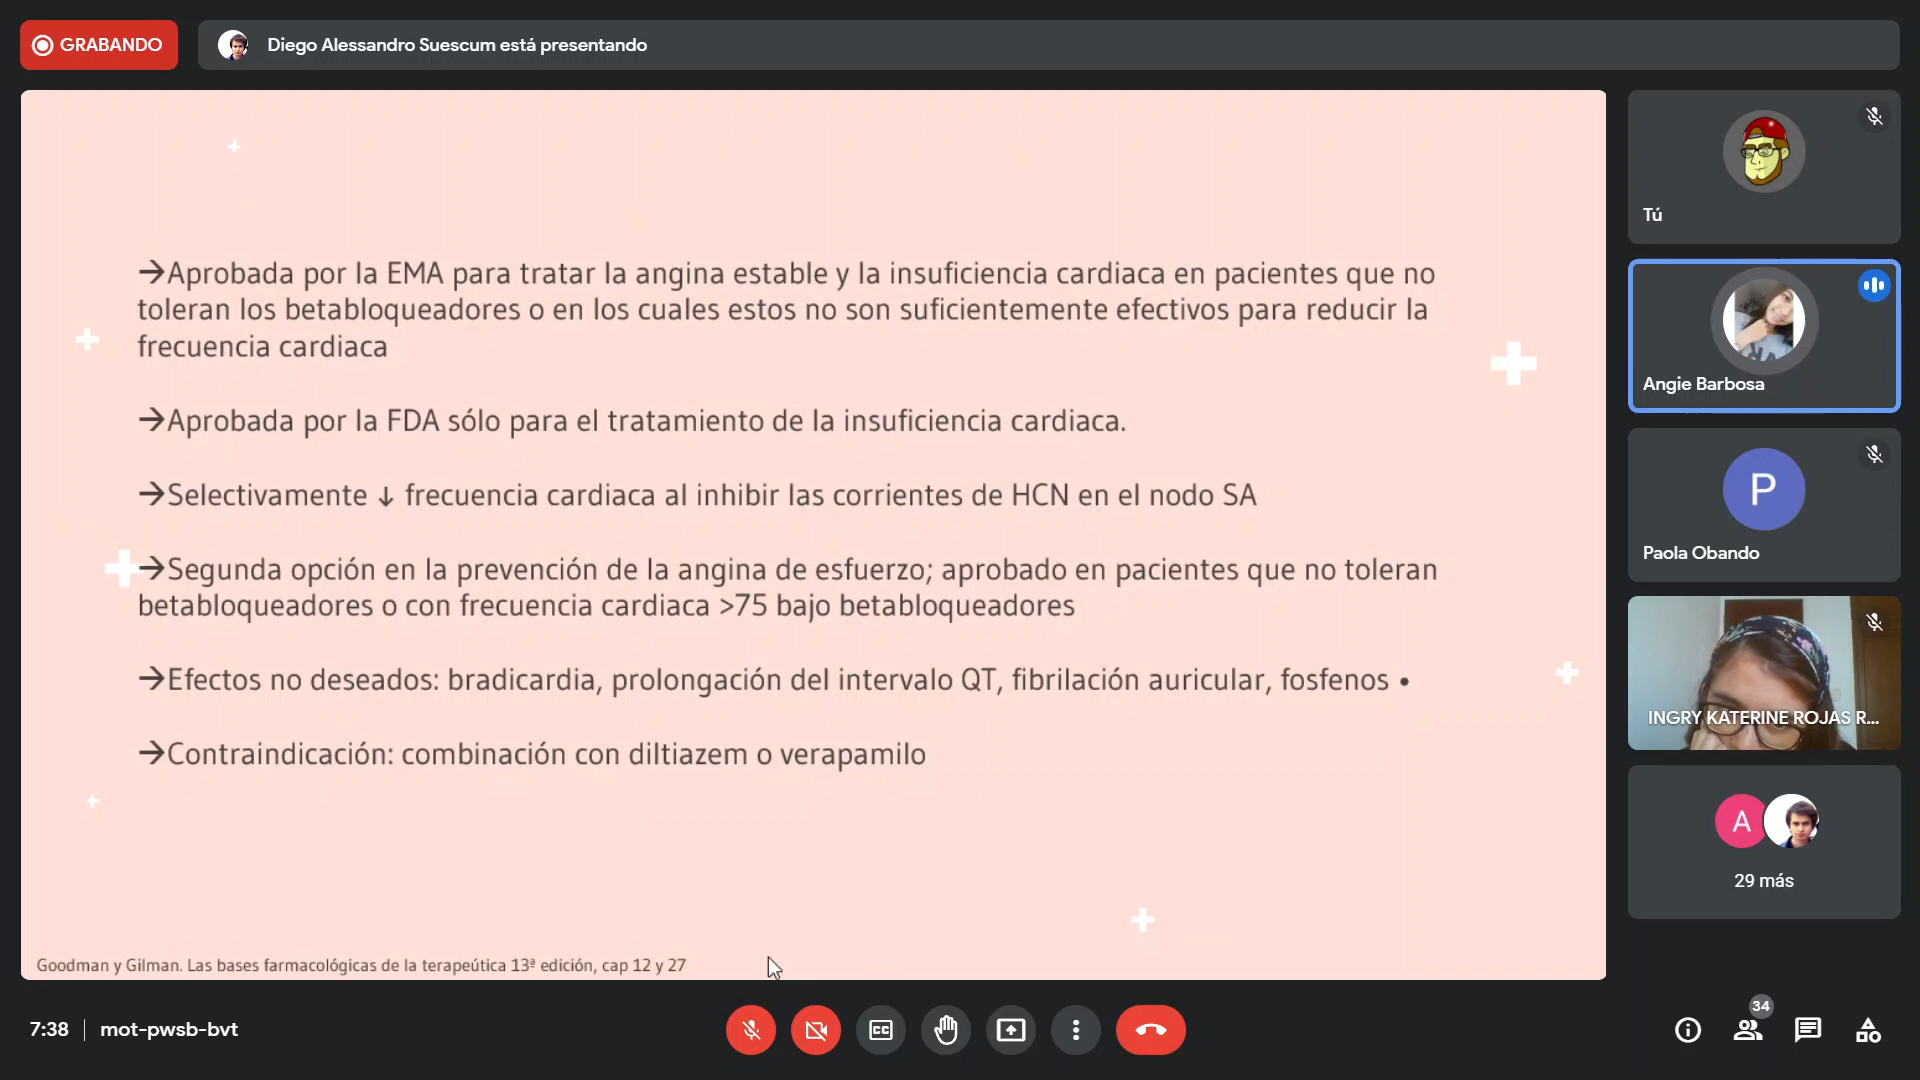 GRABANDO
Diego Alessandro Suescum está presentando
→Aprobada por la EMA para tratar la angina estable y la insuficiencia cardiaca en pacientes que no
toleran los betabloqueadores o en los cuales estos no son suficientemente efectivos para reducir la
frecuencia cardiaca
→Aprobada por la FDA sólo para el tratamiento de la insuficiencia cardiaca.
→Selectivamente ↓ frecuencia cardiaca al inhibir las corrientes de HCN en el nodo SA
→Segunda opción en la prevención de la angina de esfuerzo; aprobado en pacientes que no toleran
betabloqueadores o con frecuencia cardiaca >75 bajo betabloqueadores
→Efectos no deseados: bradicardia, prolongación del intervalo QT, fibrilación auricular, fosfenos •
→Contraindicación: combinación con diltiazem o verapamilo
Goodman y Gilman. Las bases farmacológicas de la terapeútica 13ª edición, cap 12 y 27
Tú
Angie Barbosa
P
Paola Obando
INGRY KATERINE ROJAS R...
A
29 más
7:38 | mot-pwsb-bvt
CC
34